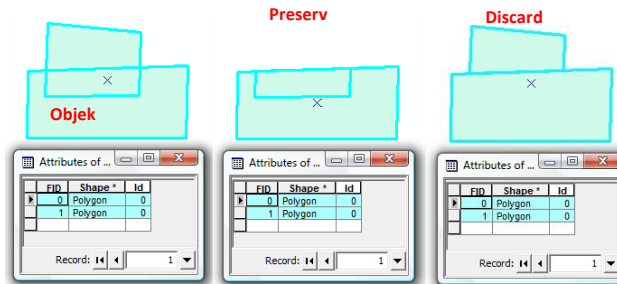 Preserv
Discard
Objek
Attributes of ...
FID Shape * Id
0 Polygon 0
1 Polygon 0
Record: 1
Attributes of ...
FID Shape * Id
0 Polygon 0
1 Polygon 0
Record: 1
Attributes of ...
FID Shape * Id
0 Polygon 0
1 Polygon 0
Record: 1